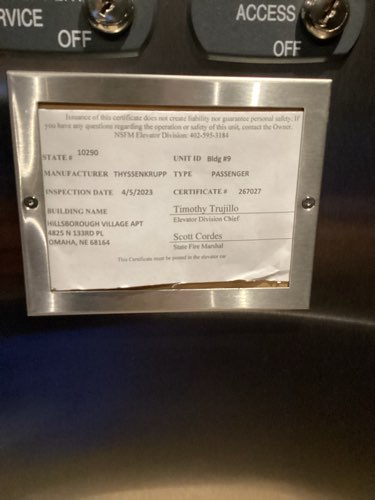 RVICE
OFF
ACCESS
OFF
Issuance of this certificate does not create liability nor guarantee personal safety. If
you have any questions regarding the operation or safety of this unit, contact the Owner.
NSFM Elevator Division: 402-595-3184
STATE # 10290 UNIT ID Bldg #9
MANUFACTURER THYSSENKRUPP TYPE PASSENGER
INSPECTION DATE 4/5/2023 CERTIFICATE # 267027
BUILDING NAME
HILLSBOROUGH VILLAGE APT
4825 N 133RD PL
OMAHA, NE 68164
Timothy Trujillo
Elevator Division Chief
Scott Cordes
State Fire Marshal
This Certificate must be posted in the elevator car